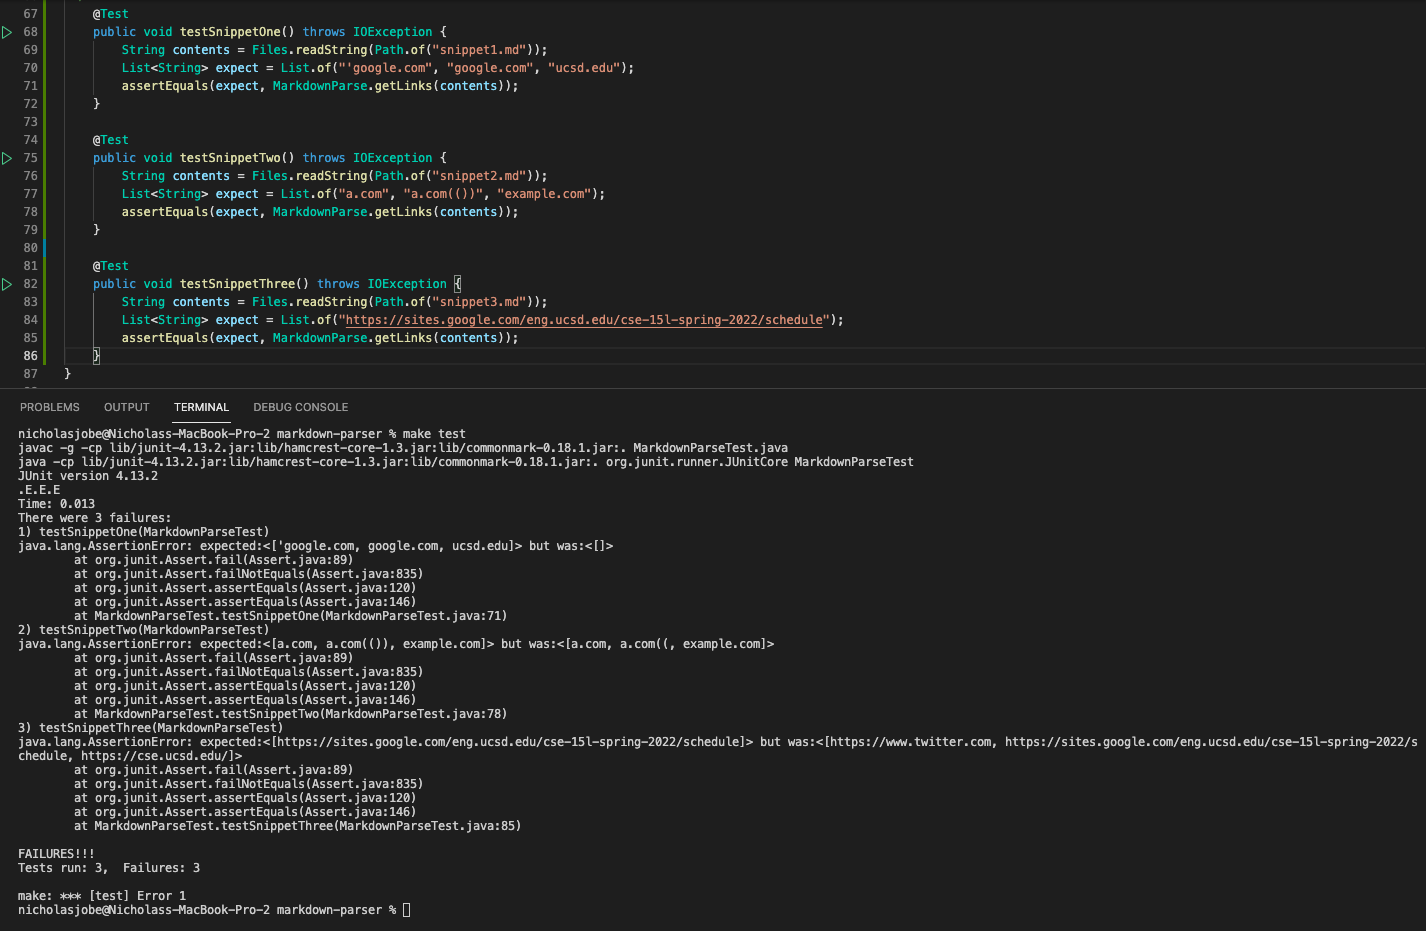 67 @Test
68 public void testSnippetOne() throws IOException {
69 String contents = Files.readString(Path.of("snippet1.md"));
70 List<String> expect = List.of("'google.com", "google.com", "ucsd.edu");
71 assertEquals(expect, MarkdownParse.getLinks(contents));
72 }
73
74 @Test
75 public void testSnippetTwo() throws IOException {
76 String contents = Files.readString(Path.of("snippet2.md"));
77 List<String> expect = List.of("a.com", "a.com(())", "example.com");
78 assertEquals(expect, MarkdownParse.getLinks(contents));
79 }
80
81 @Test
82 public void testSnippetThree() throws IOException {
83 String contents = Files.readString(Path.of("snippet3.md"));
84 List<String> expect = List.of("https://sites.google.com/eng.ucsd.edu/cse-15l-spring-2022/schedule");
85 assertEquals(expect, MarkdownParse.getLinks(contents));
86 }
87 }
PROBLEMS OUTPUT TERMINAL DEBUG CONSOLE
nicholasjobe@Nicholass-MacBook-Pro-2 markdown-parser % make test
javac -g -cp lib/junit-4.13.2.jar:lib/hamcrest-core-1.3.jar:lib/commonmark-0.18.1.jar:. MarkdownParseTest.java
java -cp lib/junit-4.13.2.jar:lib/hamcrest-core-1.3.jar:lib/commonmark-0.18.1.jar:. org.junit.runner.JUnitCore MarkdownParseTest
JUnit version 4.13.2
.E.E.E
Time: 0.013
There were 3 failures:
1) testSnippetOne(MarkdownParseTest)
java.lang.AssertionError: expected:<['google.com, google.com, ucsd.edu]> but was:<[]>
at org.junit.Assert.fail(Assert.java:89)
at org.junit.Assert.failNotEquals(Assert.java:835)
at org.junit.Assert.assertEquals(Assert.java:120)
at org.junit.Assert.assertEquals(Assert.java:146)
at MarkdownParseTest.testSnippetOne(MarkdownParseTest.java:71)
2) testSnippetTwo(MarkdownParseTest)
java.lang.AssertionError: expected:<[a.com, a.com(()), example.com]> but was:<[a.com, a.com((, example.com]>
at org.junit.Assert.fail(Assert.java:89)
at org.junit.Assert.failNotEquals(Assert.java:835)
at org.junit.Assert.assertEquals(Assert.java:120)
at org.junit.Assert.assertEquals(Assert.java:146)
at MarkdownParseTest.testSnippetTwo(MarkdownParseTest.java:78)
3) testSnippetThree(MarkdownParseTest)
java.lang.AssertionError: expected:<[https://sites.google.com/eng.ucsd.edu/cse-15l-spring-2022/schedule]> but was:<[https://www.twitter.com, https://sites.google.com/eng.ucsd.edu/cse-15l-spring-2022/s
chedule, https://cse.ucsd.edu/]>
at org.junit.Assert.fail(Assert.java:89)
at org.junit.Assert.failNotEquals(Assert.java:835)
at org.junit.Assert.assertEquals(Assert.java:120)
at org.junit.Assert.assertEquals(Assert.java:146)
at MarkdownParseTest.testSnippetThree(MarkdownParseTest.java:85)
FAILURES!!!
Tests run: 3,  Failures: 3
make: *** [test] Error 1
nicholasjobe@Nicholass-MacBook-Pro-2 markdown-parser %